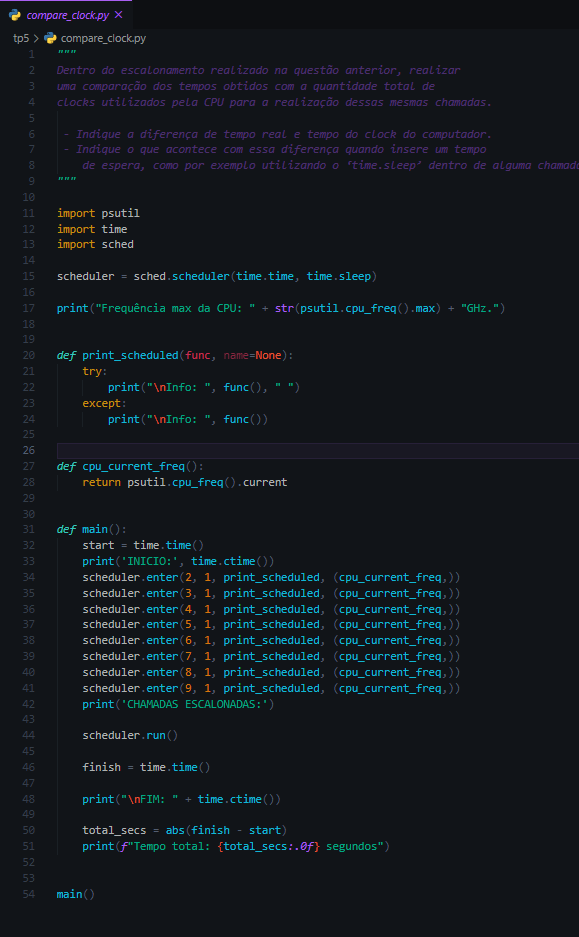 compare_clock.py ×
tp5 > compare_clock.py
1 """
2 Dentro do escalonamento realizado na questão anterior, realizar
3 uma comparação dos tempos obtidos com a quantidade total de
4 clocks utilizados pela CPU para a realização dessas mesmas chamadas.
5
6 - Indique a diferença de tempo real e tempo do clock do computador.
7 - Indique o que acontece com essa diferença quando insere um tempo
8 de espera, como por exemplo utilizando o 'time.sleep' dentro de alguma chamad
9 """
10
11 import psutil
12 import time
13 import sched
14
15 scheduler = sched.scheduler(time.time, time.sleep)
16
17 print("Frequência max da CPU: " + str(psutil.cpu_freq().max) + "GHz.")
18
19
20 def print_scheduled(func, name=None):
21 try:
22 print("\nInfo: ", func(), " ")
23 except:
24 print("\nInfo: ", func())
25
26
27 def cpu_current_freq():
28 return psutil.cpu_freq().current
29
30
31 def main():
32 start = time.time()
33 print('INICIO:', time.ctime())
34 scheduler.enter(2, 1, print_scheduled, (cpu_current_freq,))
35 scheduler.enter(3, 1, print_scheduled, (cpu_current_freq,))
36 scheduler.enter(4, 1, print_scheduled, (cpu_current_freq,))
37 scheduler.enter(5, 1, print_scheduled, (cpu_current_freq,))
38 scheduler.enter(6, 1, print_scheduled, (cpu_current_freq,))
39 scheduler.enter(7, 1, print_scheduled, (cpu_current_freq,))
40 scheduler.enter(8, 1, print_scheduled, (cpu_current_freq,))
41 scheduler.enter(9, 1, print_scheduled, (cpu_current_freq,))
42 print('CHAMADAS ESCALONADAS:')
43
44 scheduler.run()
45
46 finish = time.time()
47
48 print("\nFIM: " + time.ctime())
49
50 total_secs = abs(finish - start)
51 print(f"Tempo total: {total_secs:.0f} segundos")
52
53
54 main()